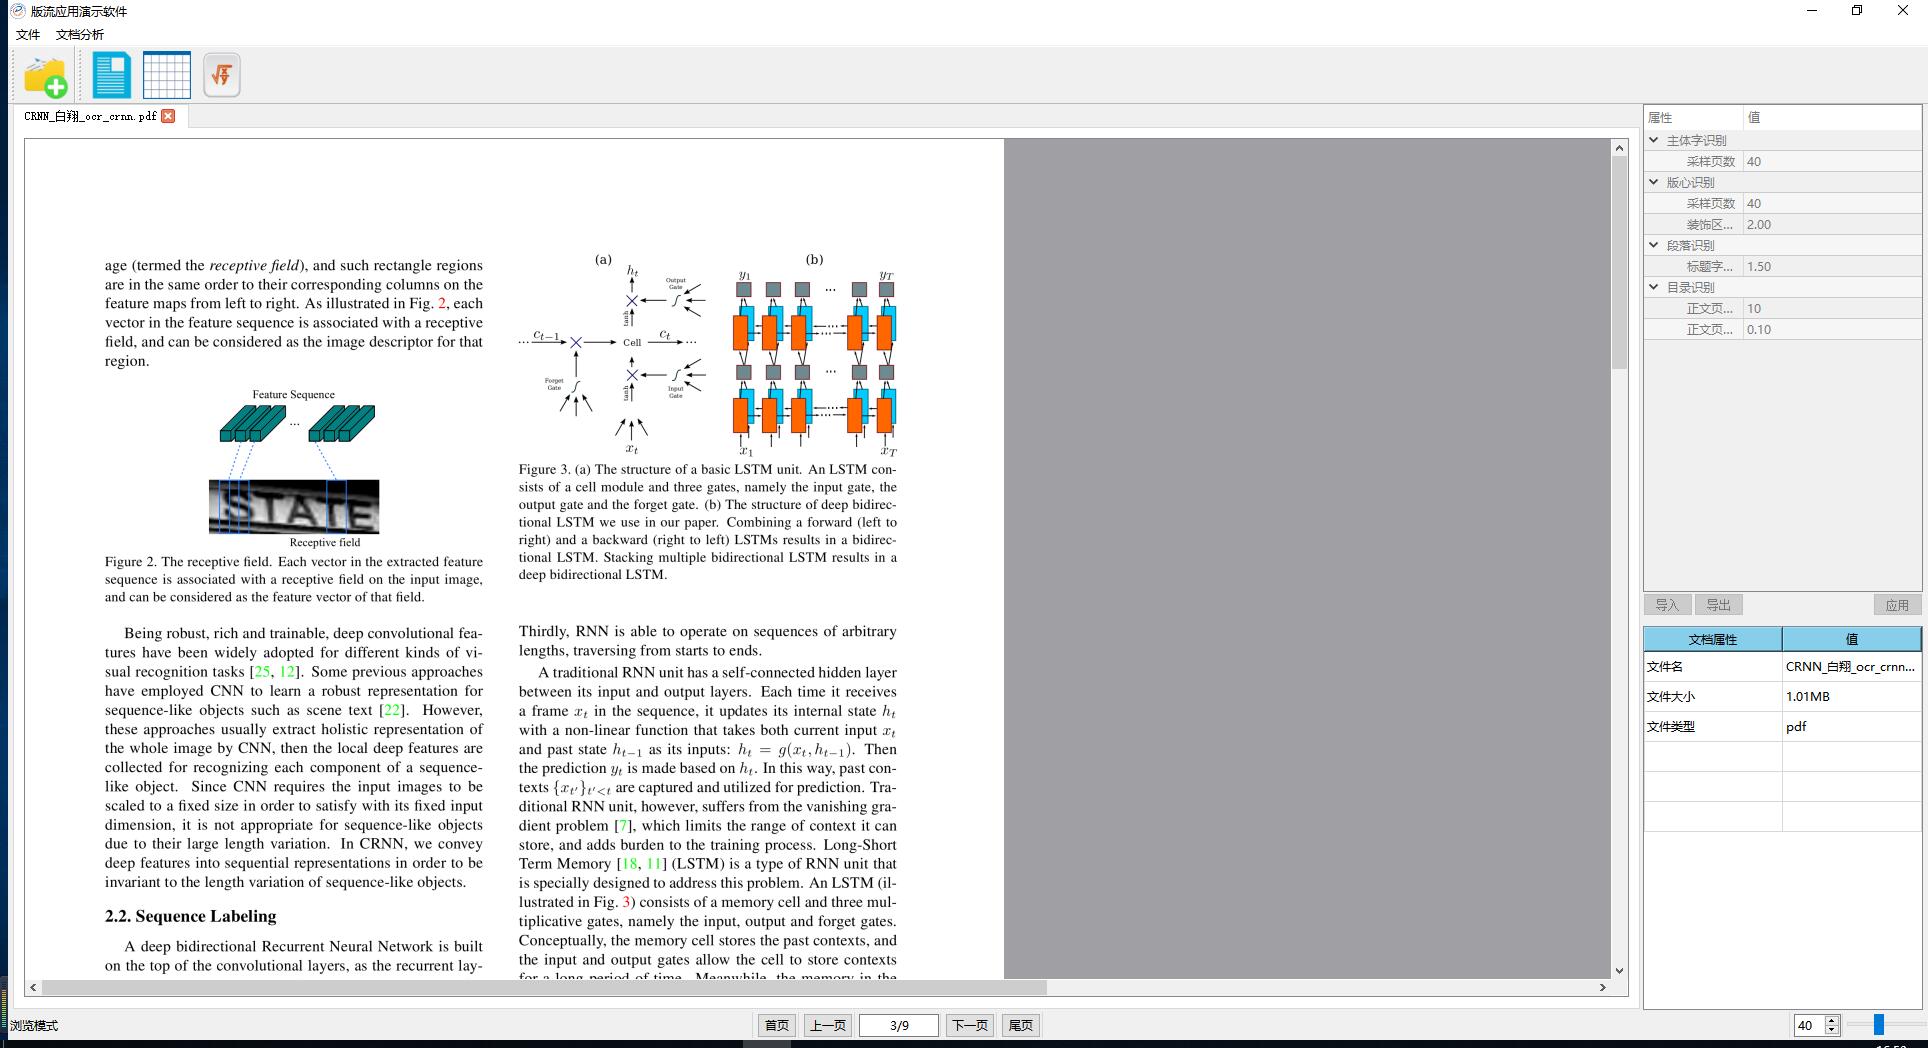 版流应用演示软件
文件 文档分析
CRNN_白翔_ocr_crnn.pdf
age (termed the receptive field), and such rectangle regions
are in the same order to their corresponding columns on the
feature maps from left to right. As illustrated in Fig. 2, each
vector in the feature sequence is associated with a receptive
field, and can be considered as the image descriptor for that
region.
Feature Sequence
...
STATE
Receptive field
Figure 2. The receptive field. Each vector in the extracted feature
sequence is associated with a receptive field on the input image,
and can be considered as the feature vector of that field.
Being robust, rich and trainable, deep convolutional fea-
tures have been widely adopted for different kinds of vi-
sual recognition tasks [25, 12]. Some previous approaches
have employed CNN to learn a robust representation for
sequence-like objects such as scene text [22]. However,
these approaches usually extract holistic representation of
the whole image by CNN, then the local deep features are
collected for recognizing each component of a sequence-
like object. Since CNN requires the input images to be
scaled to a fixed size in order to satisfy with its fixed input
dimension, it is not appropriate for sequence-like objects
due to their large length variation. In CRNN, we convey
deep features into sequential representations in order to be
invariant to the length variation of sequence-like objects.
2.2. Sequence Labeling
A deep bidirectional Recurrent Neural Network is built
on the top of the convolutional layers, as the recurrent lay-
(a)
h_t
Output
Gate
tanh
... c_{t-1} Cell c_t ...
Forget
Gate
tanh
Input
Gate
x_t
(b)
y_1 y_T
...
...
...
...
x_1 x_T
Figure 3. (a) The structure of a basic LSTM unit. An LSTM con-
sists of a cell module and three gates, namely the input gate, the
output gate and the forget gate. (b) The structure of deep bidirec-
tional LSTM we use in our paper. Combining a forward (left to
right) and a backward (right to left) LSTMs results in a bidirec-
tional LSTM. Stacking multiple bidirectional LSTM results in a
deep bidirectional LSTM.
Thirdly, RNN is able to operate on sequences of arbitrary
lengths, traversing from starts to ends.
A traditional RNN unit has a self-connected hidden layer
between its input and output layers. Each time it receives
a frame x_t in the sequence, it updates its internal state h_t
with a non-linear function that takes both current input x_t
and past state h_{t-1} as its inputs: h_t = g(x_t, h_{t-1}). Then
the prediction y_t is made based on h_t. In this way, past con-
texts {x_{t'}}_{t'<t} are captured and utilized for prediction. Tra-
ditional RNN unit, however, suffers from the vanishing gra-
dient problem [7], which limits the range of context it can
store, and adds burden to the training process. Long-Short
Term Memory [18, 11] (LSTM) is a type of RNN unit that
is specially designed to address this problem. An LSTM (il-
lustrated in Fig. 3) consists of a memory cell and three mul-
tiplicative gates, namely the input, output and forget gates.
Conceptually, the memory cell stores the past contexts, and
the input and output gates allow the cell to store contexts
for a long period of time. Meanwhile, the memory in the
属性 值
主体字识别
采样页数 40
版心识别
采样页数 40
装饰区... 2.00
段落识别
标题字... 1.50
目录识别
正文页... 10
正文页... 0.10
导入 导出 应用
文档属性 值
文件名 CRNN_白翔_ocr_crnn...
文件大小 1.01MB
文件类型 pdf
浏览模式
首页 上一页 3/9 下一页 尾页
40